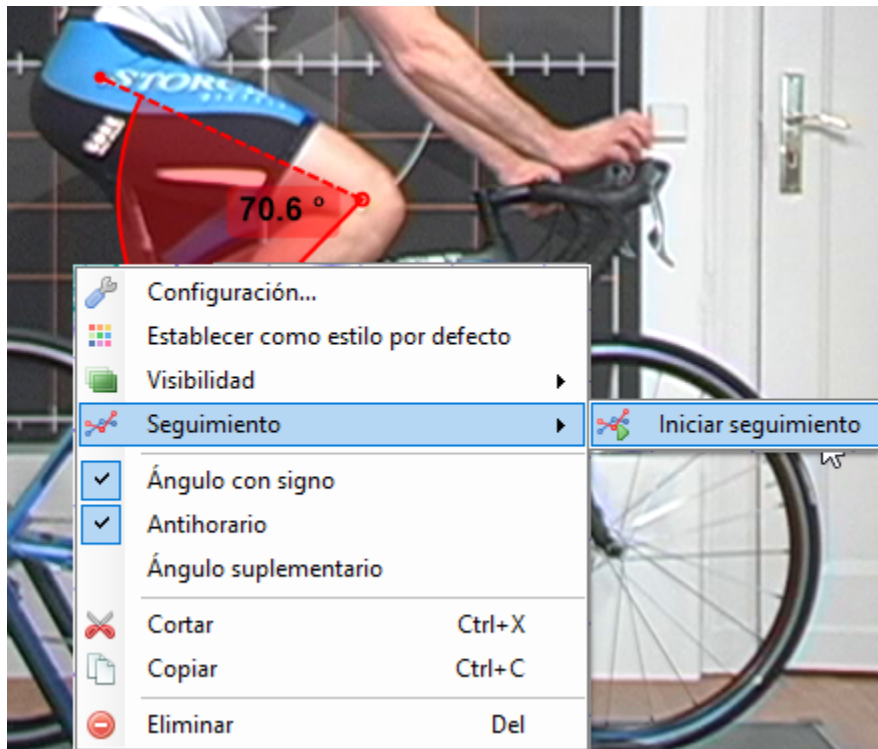 STORC
70.6 °
Configuración...
Establecer como estilo por defecto
Visibilidad
Seguimiento
Iniciar seguimiento
Ángulo con signo
Antihorario
Ángulo suplementario
Cortar Ctrl+X
Copiar Ctrl+C
Eliminar Del